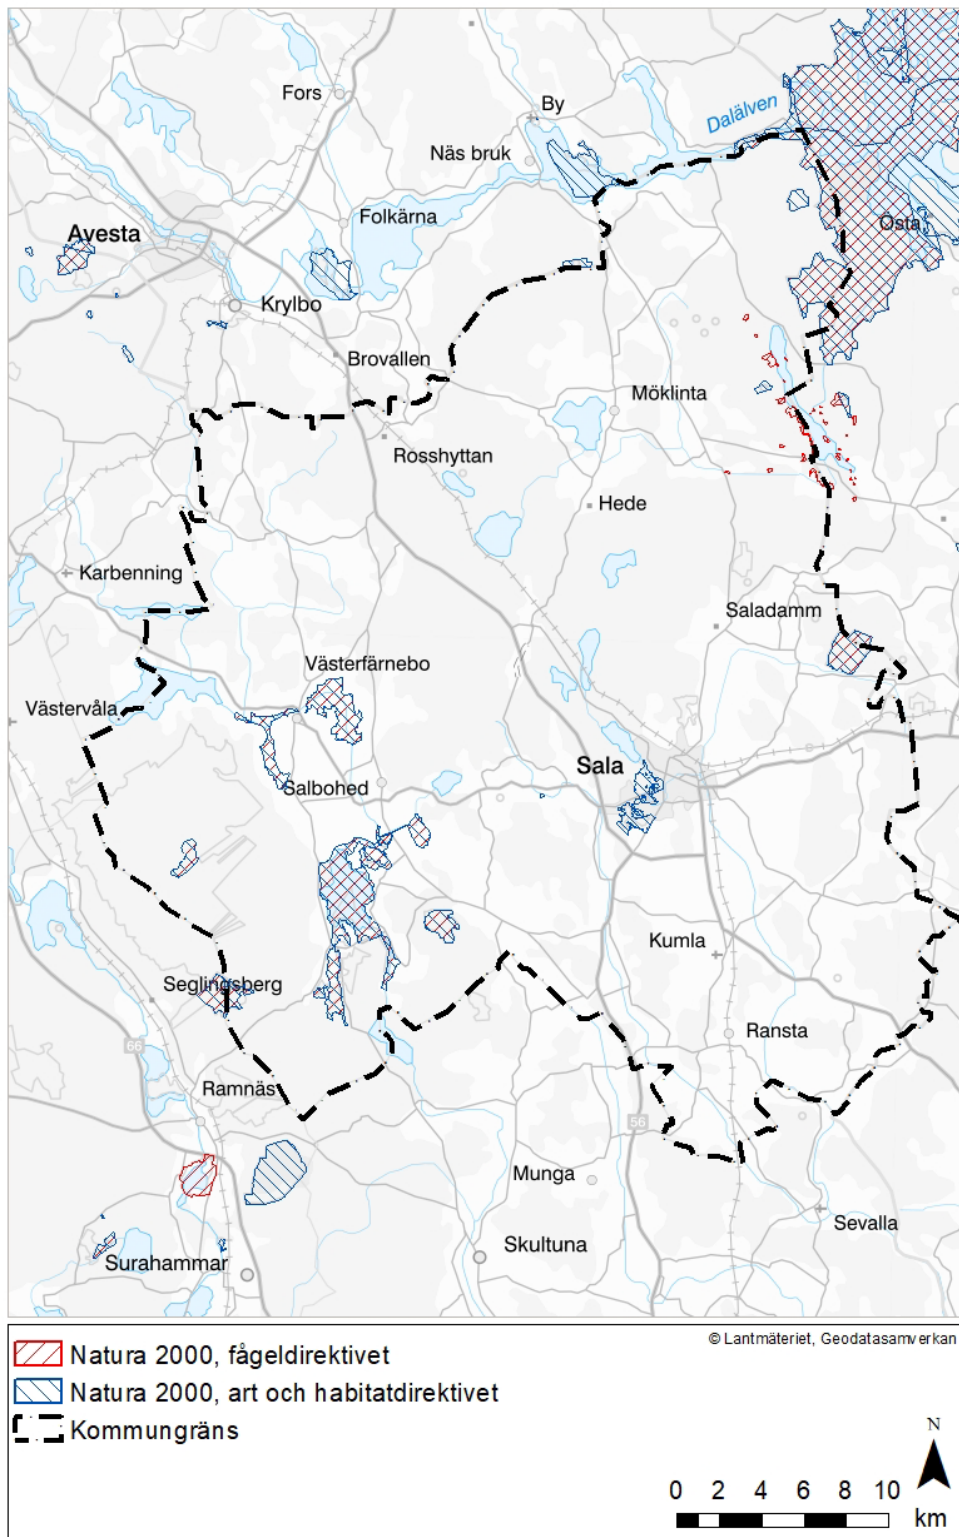 Fors
By
Dalälven
Näs bruk
Folkärna
Avesta
Östa
Krylbo
Brovallen
Möklinta
Rosshyttan
Hede
Karbenning
Saladamm
Västerfärnebo
Västervåla
Sala
Salbohed
Kumla
Seglingsberg
Ransta
66
Ramnäs
56
Munga
Sevalla
Skultuna
Surahammar
© Lantmäteriet, Geodatasamverkan
Natura 2000, fågeldirektivet
Natura 2000, art och habitatdirektivet
Kommungräns
N
0 2 4 6 8 10
km